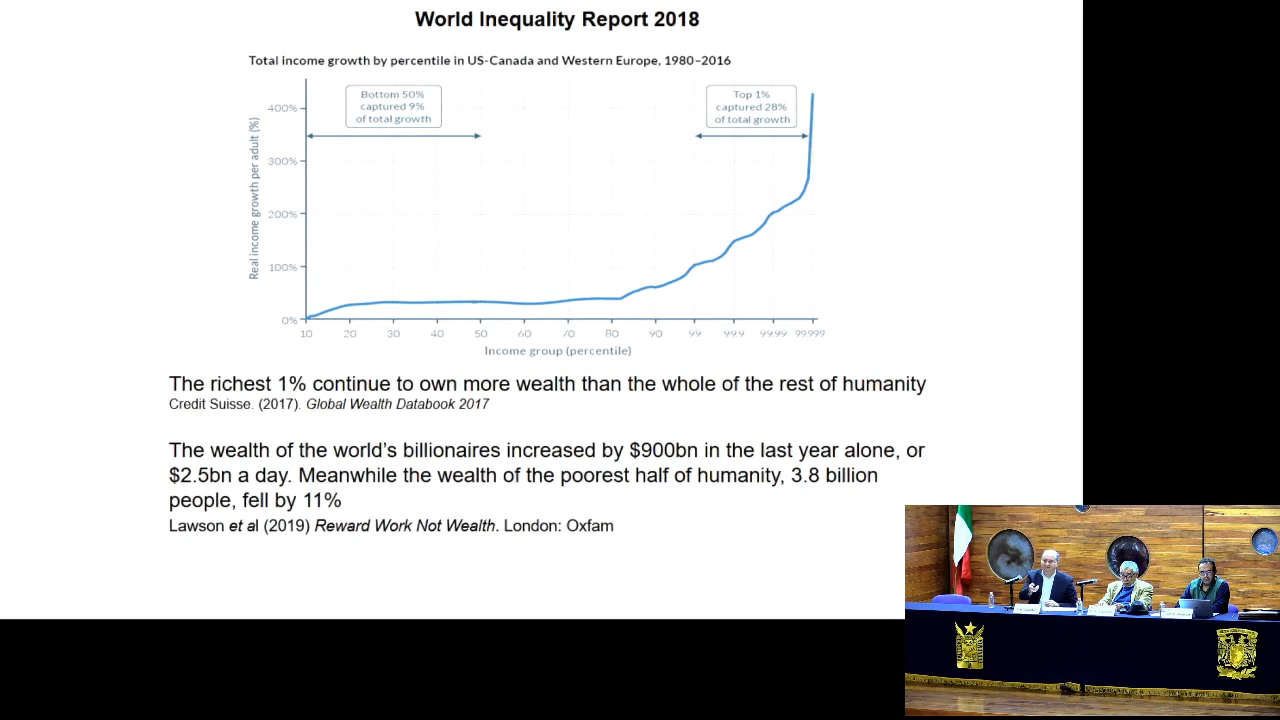 World Inequality Report 2018
Total income growth by percentile in US-Canada and Western Europe, 1980–2016
Bottom 50%
captured 9%
of total growth
Top 1%
captured 28%
of total growth
Real income growth per adult (%)
400%
300%
200%
100%
0%
10 20 30 40 50 60 70 80 90 99 99.9 99.99 99.999
Income group (percentile)
The richest 1% continue to own more wealth than the whole of the rest of humanity
Credit Suisse. (2017). Global Wealth Databook 2017
The wealth of the world's billionaires increased by $900bn in the last year alone, or
$2.5bn a day. Meanwhile the wealth of the poorest half of humanity, 3.8 billion
people, fell by 11%
Lawson et al (2019) Reward Work Not Wealth. London: Oxfam